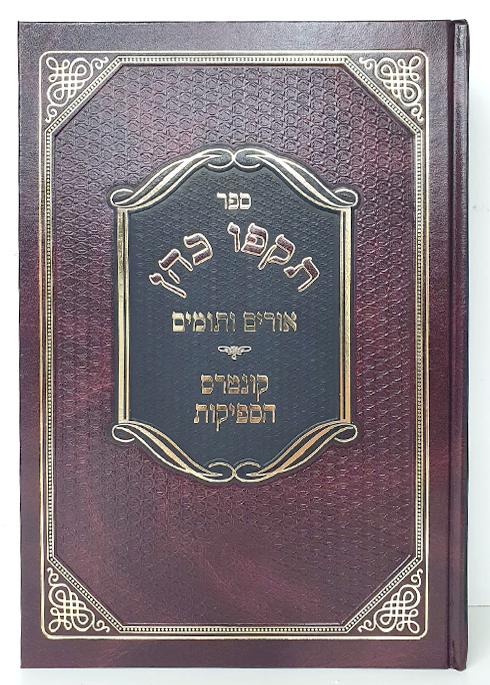 ספר
תקפו כהן
אורים ותומים
קונטרס
הספיקות